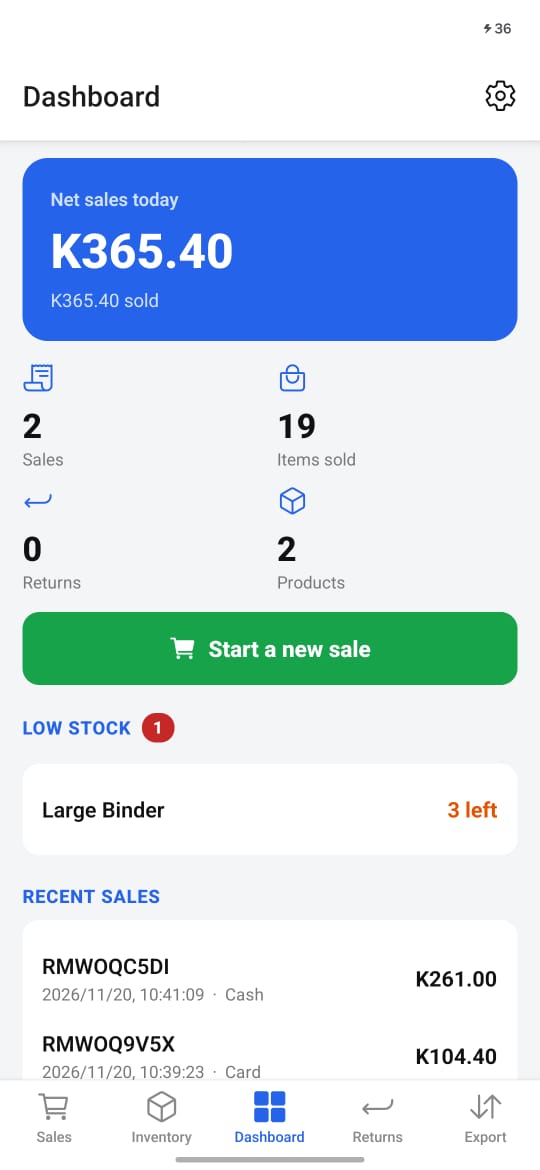 36
Dashboard
Net sales today
K365.40
K365.40 sold
2
Sales
19
Items sold
0
Returns
2
Products
Start a new sale
LOW STOCK 1
Large Binder 3 left
RECENT SALES
RMWOQC5DI K261.00
2026/11/20, 10:41:09 · Cash
RMWOQ9V5X K104.40
2026/11/20, 10:39:23 · Card
Sales Inventory Dashboard Returns Export